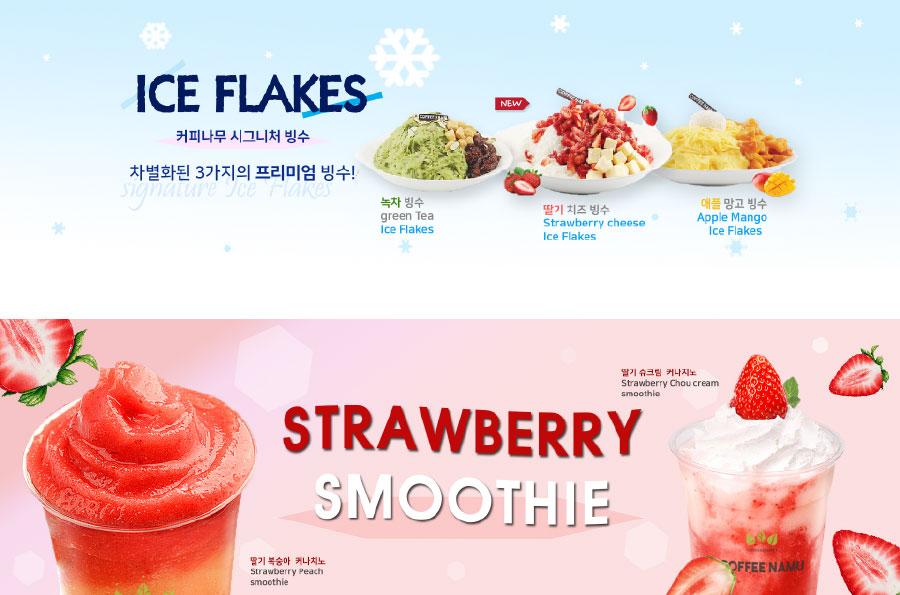 ICE FLAKES
커피나무 시그니처 빙수
차별화된 3가지의 프리미엄 빙수!
signature Ice Flakes
COFFEE NAMU
녹차 빙수
green Tea
Ice Flakes
NEW
딸기 치즈 빙수
Strawberry cheese
Ice Flakes
애플 망고 빙수
Apple Mango
Ice Flakes
STRAWBERRY
SMOOTHIE
딸기 복숭아 커나치노
Strawberry Peach
smoothie
딸기 슈크림 커나치노
Strawberry Chou cream
smoothie
COFFEE NAMU